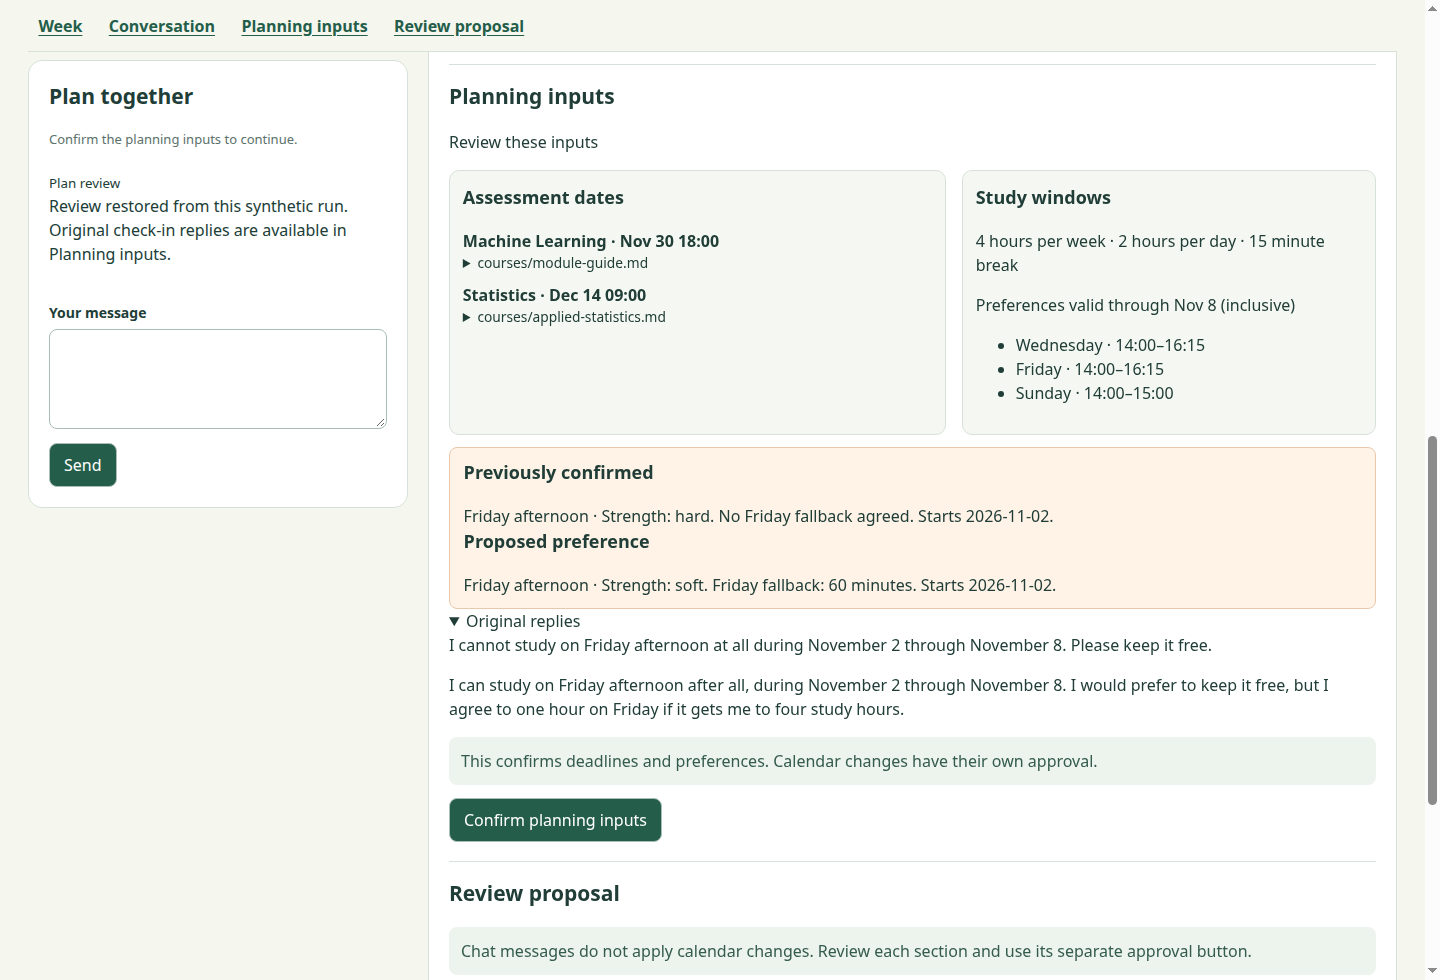 Week Conversation Planning inputs Review proposal
Plan together
Confirm the planning inputs to continue.
Plan review
Review restored from this synthetic run.
Original check-in replies are available in
Planning inputs.
Your message
Send
Planning inputs
Review these inputs
Assessment dates
Machine Learning · Nov 30 18:00
courses/module-guide.md
Statistics · Dec 14 09:00
courses/applied-statistics.md
Study windows
4 hours per week · 2 hours per day · 15 minute
break
Preferences valid through Nov 8 (inclusive)
Wednesday · 14:00–16:15
Friday · 14:00–16:15
Sunday · 14:00–15:00
Previously confirmed
Friday afternoon · Strength: hard. No Friday fallback agreed. Starts 2026-11-02.
Proposed preference
Friday afternoon · Strength: soft. Friday fallback: 60 minutes. Starts 2026-11-02.
Original replies
I cannot study on Friday afternoon at all during November 2 through November 8. Please keep it free.
I can study on Friday afternoon after all, during November 2 through November 8. I would prefer to keep it free, but I
agree to one hour on Friday if it gets me to four study hours.
This confirms deadlines and preferences. Calendar changes have their own approval.
Confirm planning inputs
Review proposal
Chat messages do not apply calendar changes. Review each section and use its separate approval button.